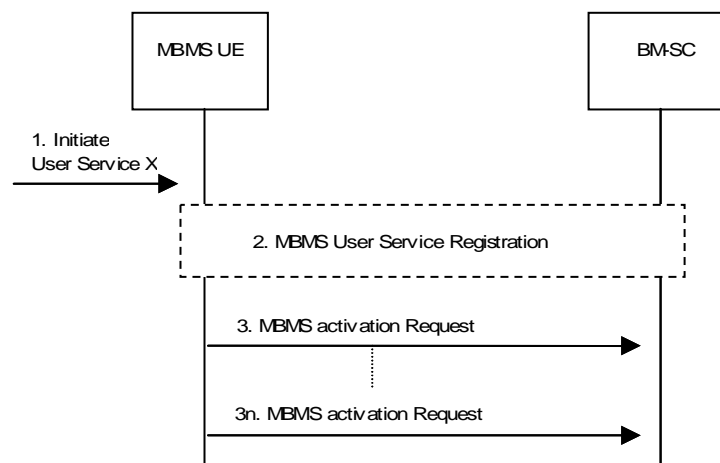 MBMS UE
BM-SC
1. Initiate
User Service X
2. MBMS User Service Registration
3. MBMS activation Request
3n. MBMS activation Request